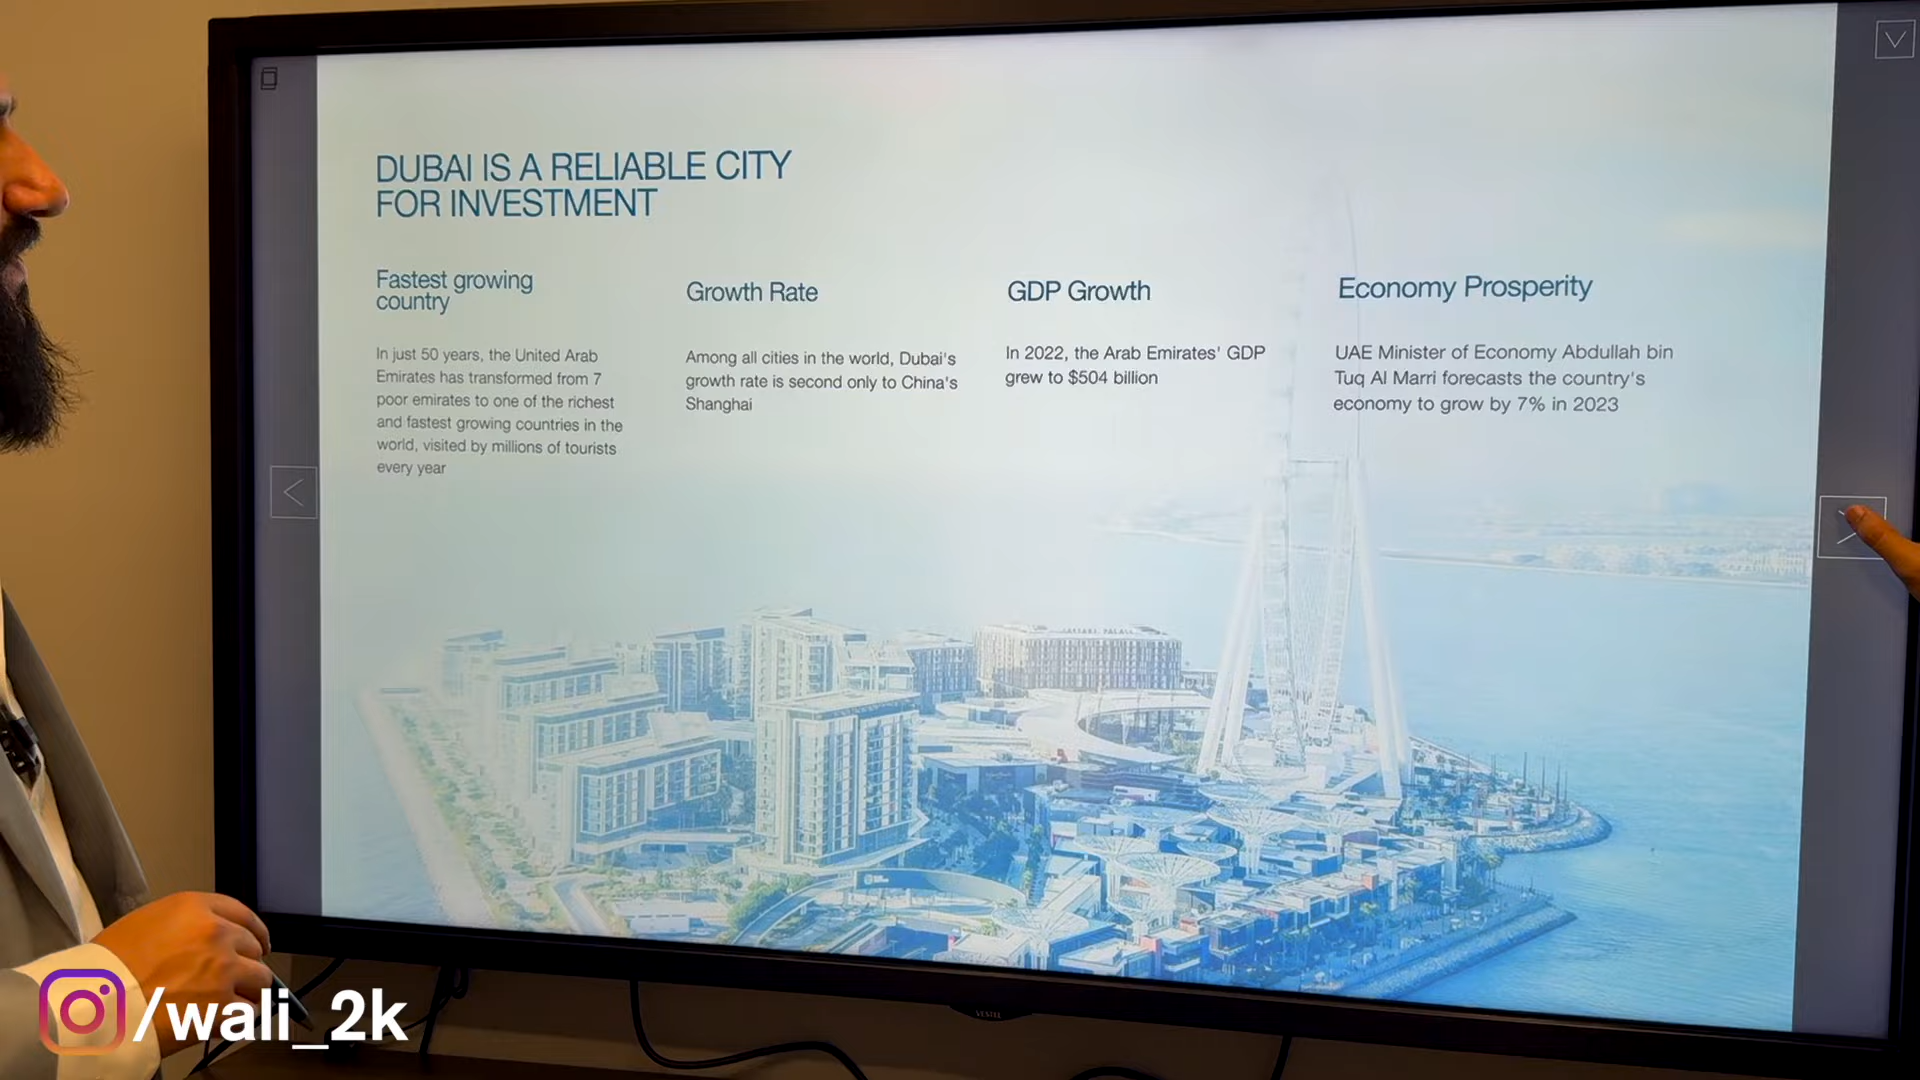 DUBAI IS A RELIABLE CITY
FOR INVESTMENT
Fastest growing
country
In just 50 years, the United Arab
Emirates has transformed from 7
poor emirates to one of the richest
and fastest growing countries in the
world, visited by millions of tourists
every year
Growth Rate
Among all cities in the world, Dubai's
growth rate is second only to China's
Shanghai
GDP Growth
In 2022, the Arab Emirates' GDP
grew to $504 billion
Economy Prosperity
UAE Minister of Economy Abdullah bin
Tuq Al Marri forecasts the country's
economy to grow by 7% in 2023
CAESARS PALACE
VESTEL
/wali_2k